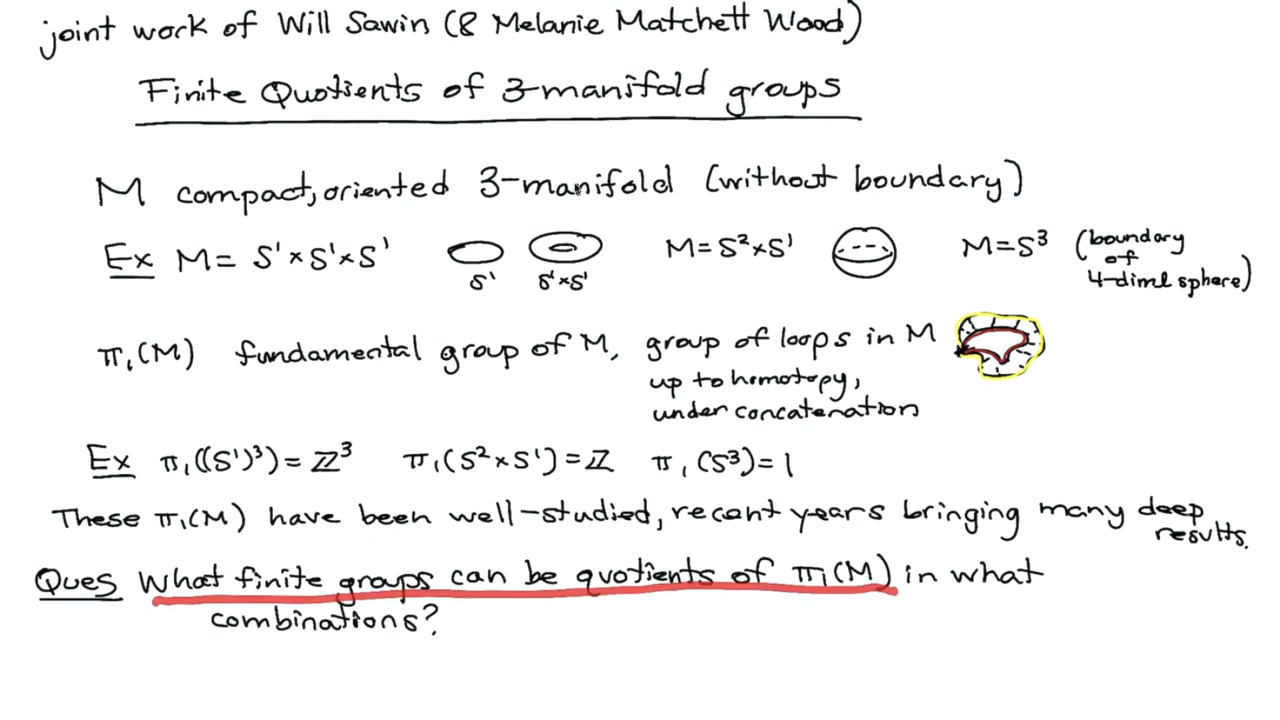 joint work of Will Sawin (& Melanie Matchett Wood)
Finite Quotients of 3-manifold groups
M compact, oriented 3-manifold (without boundary)
Ex M = S¹×S¹×S¹ S¹ S¹×S¹ M=S²×S¹ M=S³ (boundary of 4-diml sphere)
π₁(M) fundamental group of M, group of loops in M
up to homotopy,
under concatenation
Ex π₁((S¹)³) = ℤ³ π₁(S²×S¹)=ℤ π₁(S³)=1
These π₁(M) have been well-studied, recent years bringing many deep results.
Ques What finite groups can be quotients of π₁(M) in what
combinations?